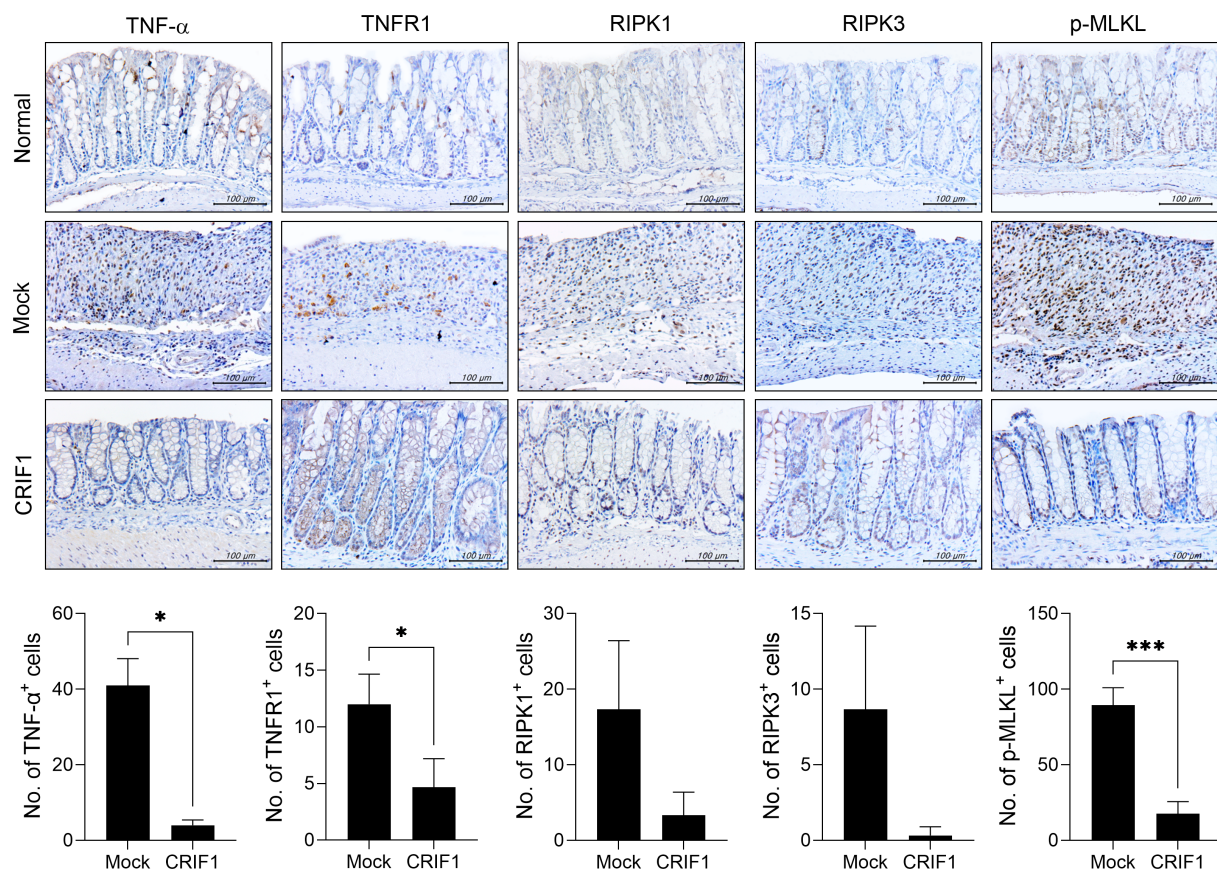 TNF-α TNFR1 RIPK1 RIPK3 p-MLKL
Normal
100 µm 100 µm 100 µm 100 µm 100 µm
Mock
100 µm 100 µm 100 µm 100 µm 100 µm
CRIF1
100 µm 100 µm 100 µm 100 µm 100 µm
No. of TNF-α⁺ cells
60
40
20
0
*
Mock CRIF1
No. of TNFR1⁺ cells
20
15
10
5
0
*
Mock CRIF1
No. of RIPK1⁺ cells
30
20
10
0
Mock CRIF1
No. of RIPK3⁺ cells
15
10
5
0
Mock CRIF1
No. of p-MLKL⁺ cells
150
100
50
0
***
Mock CRIF1